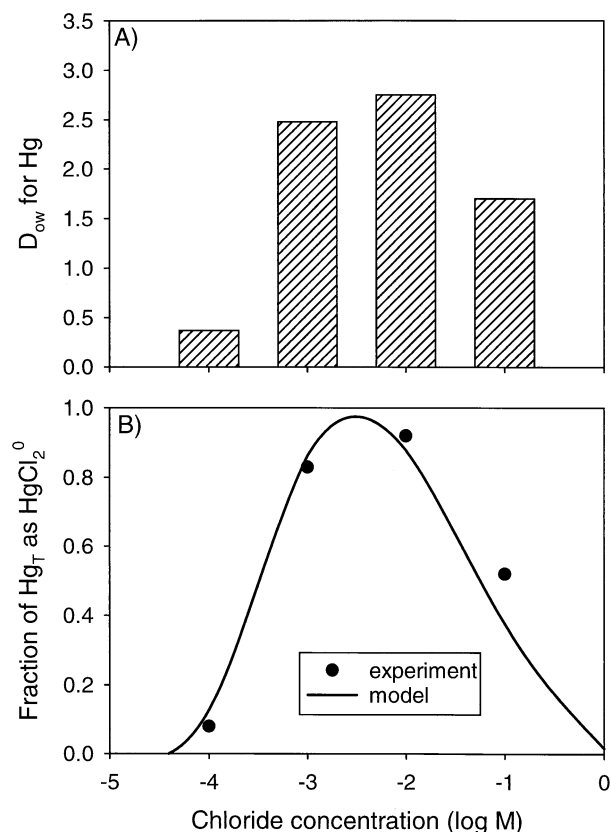 A)
D_ow for Hg
3.5
3.0
2.5
2.0
1.5
1.0
0.5
0.0
B)
Fraction of Hg_T as HgCl_2^0
1.0
0.8
0.6
0.4
0.2
0.0
experiment
model
-5 -4 -3 -2 -1 0
Chloride concentration (log M)